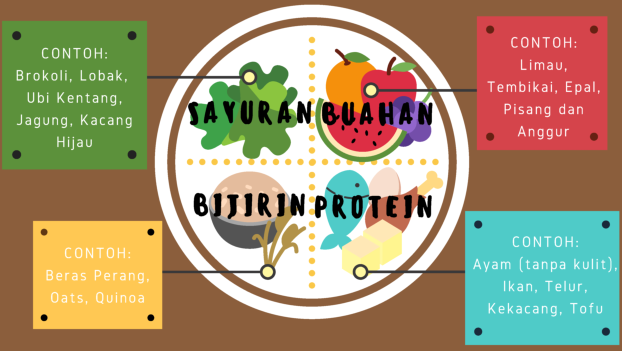 CONTOH:
Brokoli, Lobak,
Ubi Kentang,
Jagung, Kacang
Hijau
CONTOH:
Limau,
Tembikai, Epal,
Pisang dan
Anggur
SAYURAN BUAHAN
BIJIRIN PROTEIN
CONTOH:
Beras Perang,
Oats, Quinoa
CONTOH:
Ayam (tanpa kulit),
Ikan, Telur,
Kekacang, Tofu